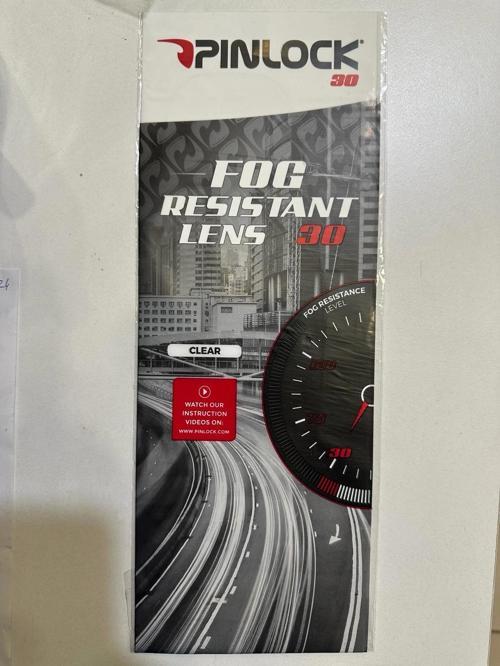 PINLOCK®
30
FOG
RESISTANT
LENS 30
FOG RESISTANCE
LEVEL
CLEAR
WATCH OUR
INSTRUCTION
VIDEOS ON:
WWW.PINLOCK.COM
30